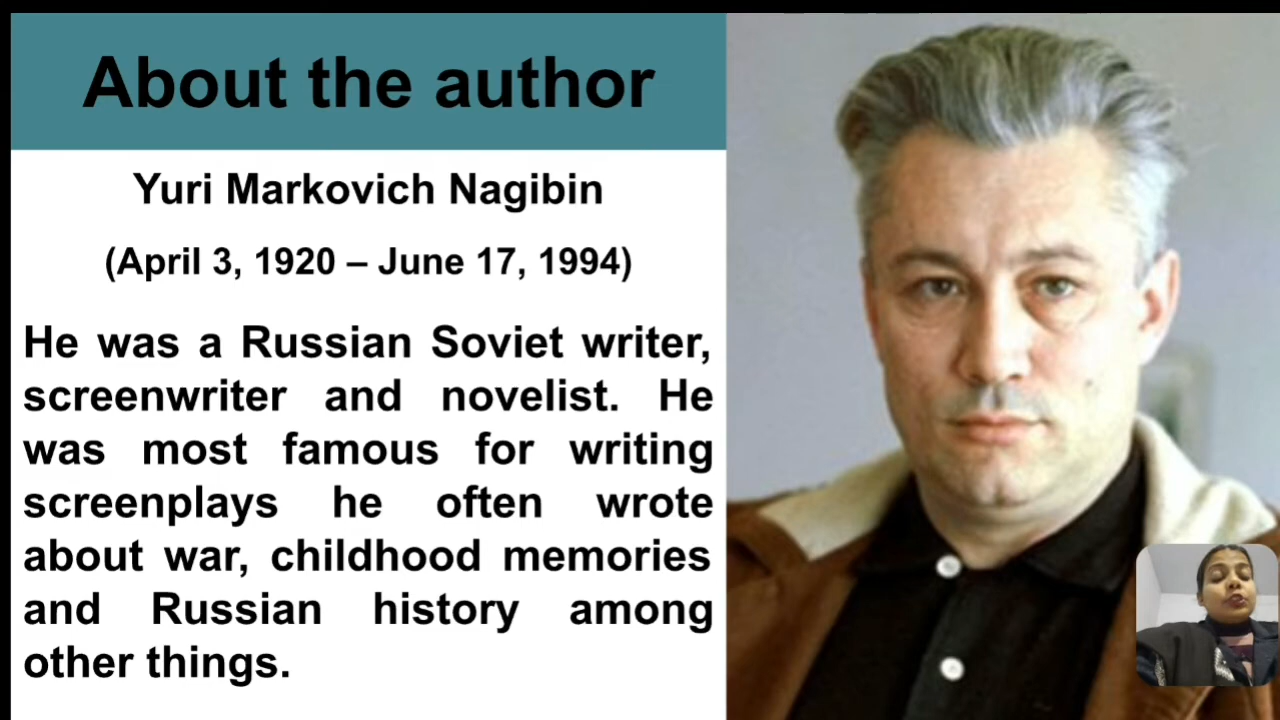 About the author
Yuri Markovich Nagibin
(April 3, 1920 – June 17, 1994)
He was a Russian Soviet writer,
screenwriter and novelist. He
was most famous for writing
screenplays he often wrote
about war, childhood memories
and Russian history among
other things.